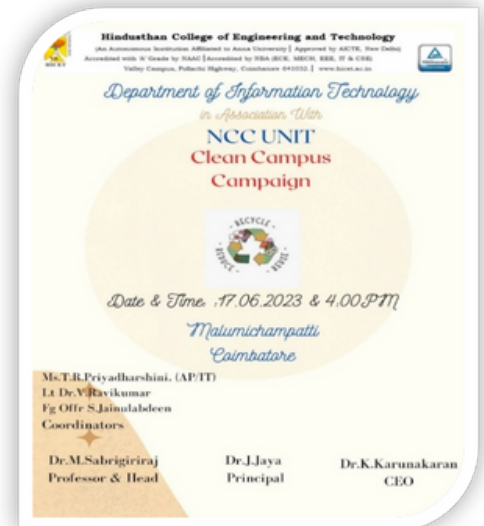 Hindusthan College of Engineering and Technology
(An Autonomous Institution Affiliated to Anna University | Approved by AICTE, New Delhi
Accredited with 'A' Grade by NAAC | Accredited by NBA (ECE, MECH, EEE, IT & CSE)
Valley Campus, Pollachi Highway, Coimbatore 641032. | www.hicet.ac.in
Department of Information Technology
in Association With
NCC UNIT
Clean Campus
Campaign
RECYCLE
REDUCE
REUSE
Date & Time :17.06.2023 & 4.00PM
Malumichampatti
Coimbatore
Ms.T.R.Priyadharshini. (AP/IT)
Lt Dr.V.Ravikumar
Fg Offr S.Jainulabdeen
Coordinators
Dr.M.Sabrigiriraj
Professor & Head
Dr.J.Jaya
Principal
Dr.K.Karunakaran
CEO